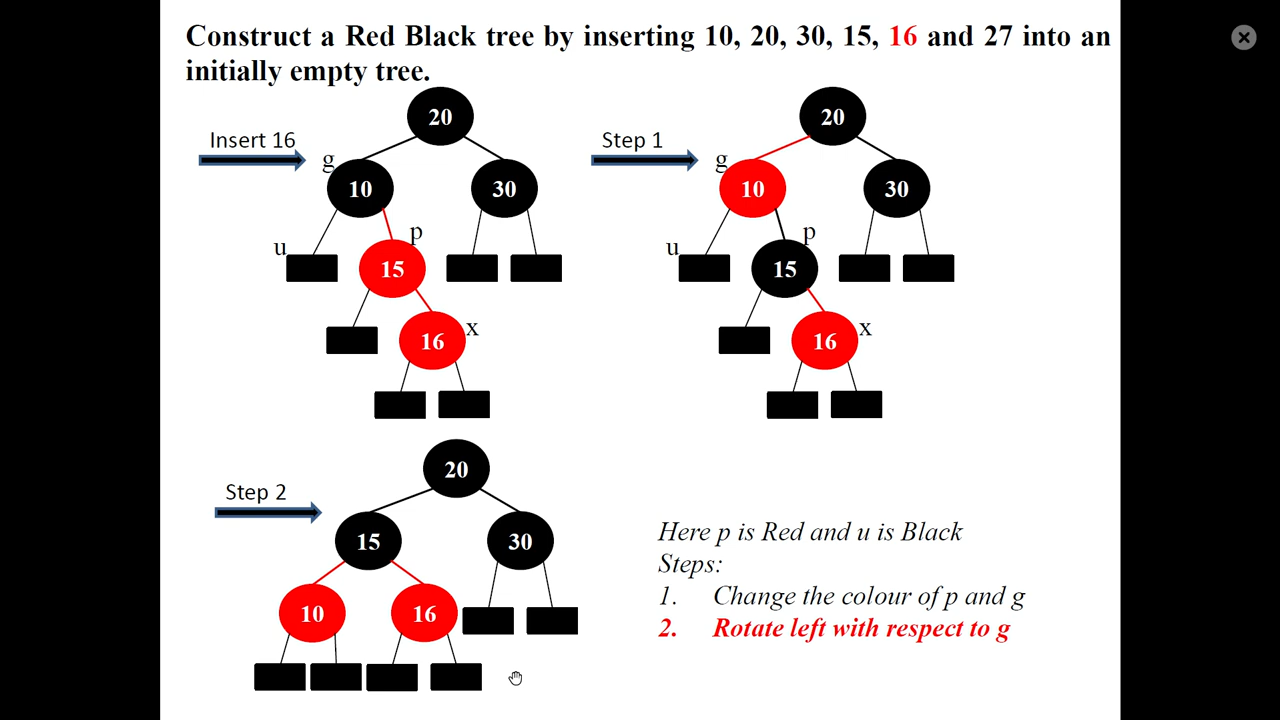 Construct a Red Black tree by inserting 10, 20, 30, 15, 16 and 27 into an
initially empty tree.
Insert 16
20
g
10
30
u
p
15
16
x
Step 1
20
g
10
30
u
p
15
16
x
Step 2
20
15
30
10
16
Here p is Red and u is Black
Steps:
1. Change the colour of p and g
2. Rotate left with respect to g